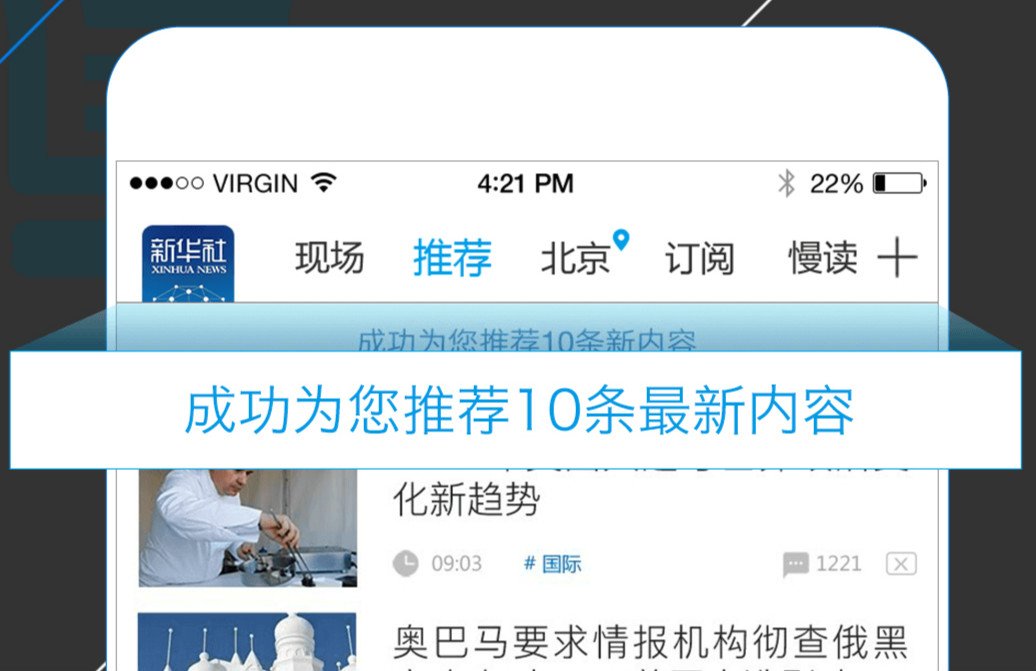 VIRGIN 4:21 PM 22%
新华社
XINHUA NEWS
现场 推荐 北京 订阅 慢读
成功为您推荐10条新内容
成功为您推荐10条最新内容
化新趋势
09:03 # 国际 1221
奥巴马要求情报机构彻查俄黑